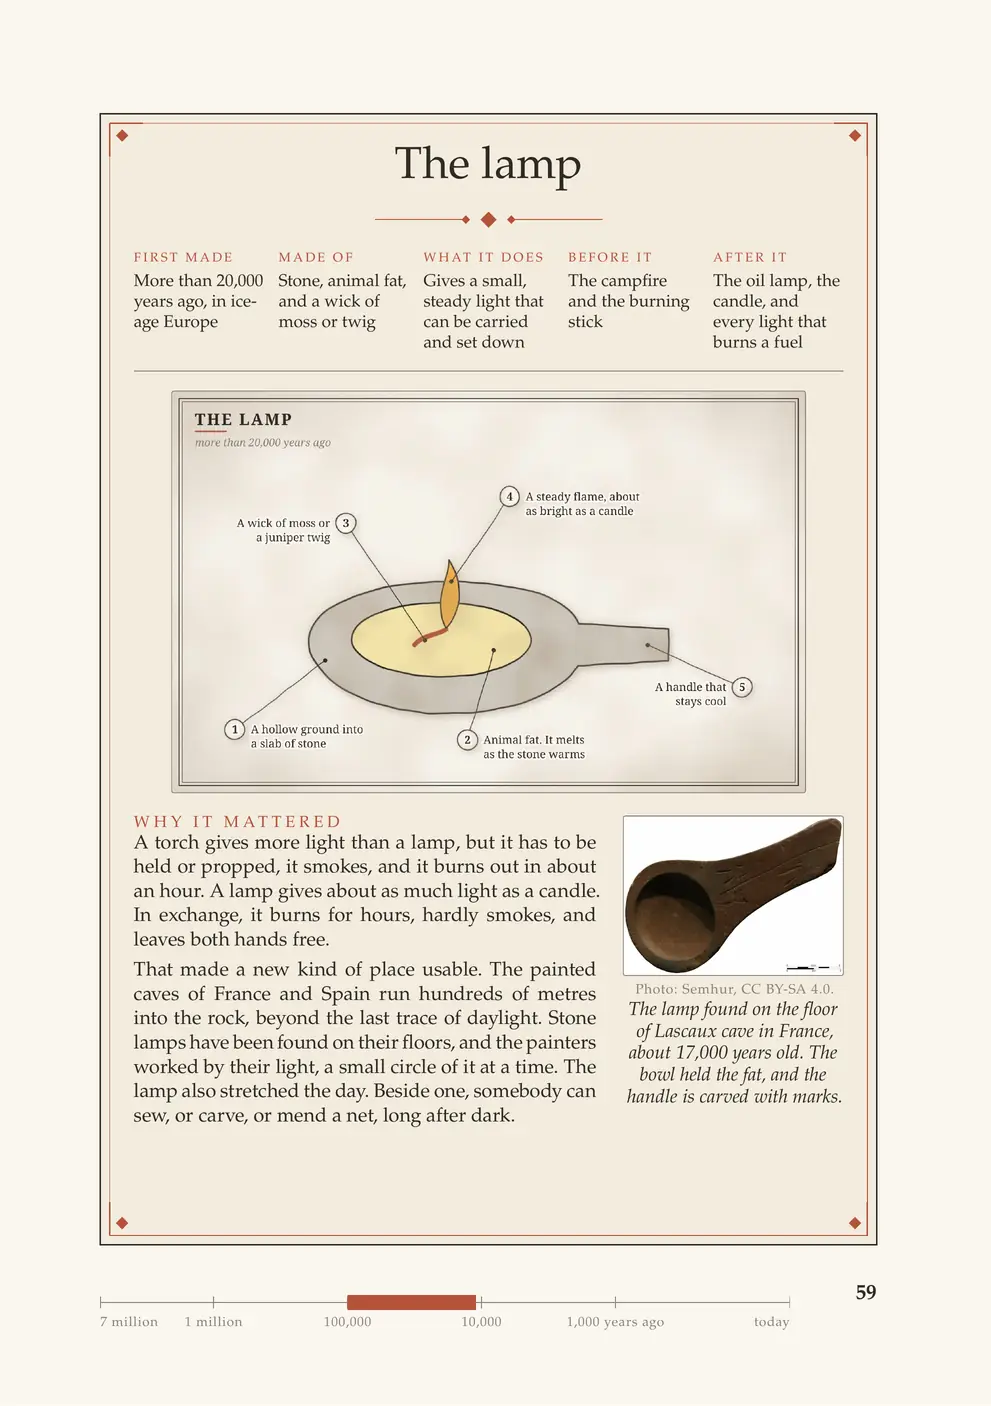 The lamp
FIRST MADE
More than 20,000
years ago, in ice-
age Europe
MADE OF
Stone, animal fat,
and a wick of
moss or twig
WHAT IT DOES
Gives a small,
steady light that
can be carried
and set down
BEFORE IT
The campfire
and the burning
stick
AFTER IT
The oil lamp, the
candle, and
every light that
burns a fuel
THE LAMP
more than 20,000 years ago
4 A steady flame, about
as bright as a candle
A wick of moss or 3
a juniper twig
A handle that 5
stays cool
1 A hollow ground into
a slab of stone
2 Animal fat. It melts
as the stone warms
WHY IT MATTERED
A torch gives more light than a lamp, but it has to be
held or propped, it smokes, and it burns out in about
an hour. A lamp gives about as much light as a candle.
In exchange, it burns for hours, hardly smokes, and
leaves both hands free.
That made a new kind of place usable. The painted
caves of France and Spain run hundreds of metres
into the rock, beyond the last trace of daylight. Stone
lamps have been found on their floors, and the painters
worked by their light, a small circle of it at a time. The
lamp also stretched the day. Beside one, somebody can
sew, or carve, or mend a net, long after dark.
Photo: Semhur, CC BY-SA 4.0.
The lamp found on the floor
of Lascaux cave in France,
about 17,000 years old. The
bowl held the fat, and the
handle is carved with marks.
59
7 million 1 million 100,000 10,000 1,000 years ago today